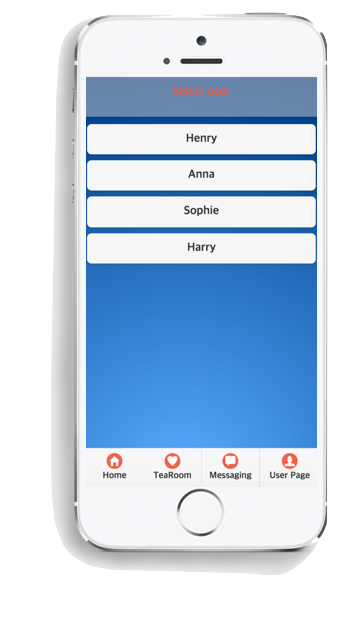 Select user
Henry
Anna
Sophie
Harry
Home TeaRoom Messaging User Page